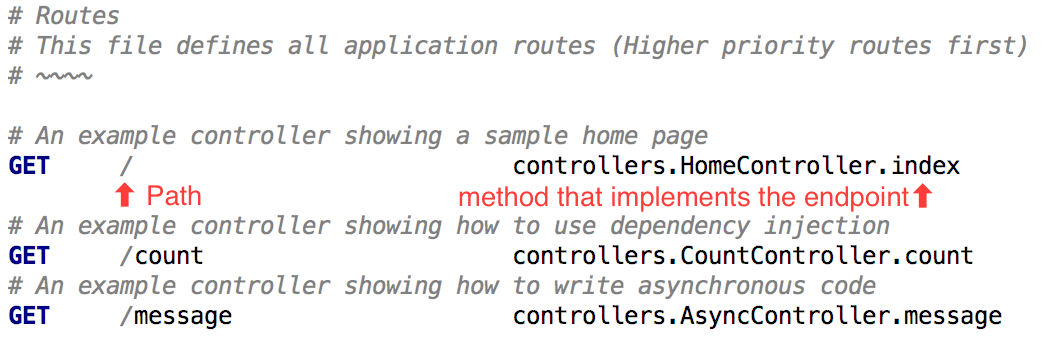 # Routes
# This file defines all application routes (Higher priority routes first)
# ~~~~
# An example controller showing a sample home page
GET / controllers.HomeController.index
Path method that implements the endpoint
# An example controller showing how to use dependency injection
GET /count controllers.CountController.count
# An example controller showing how to write asynchronous code
GET /message controllers.AsyncController.message